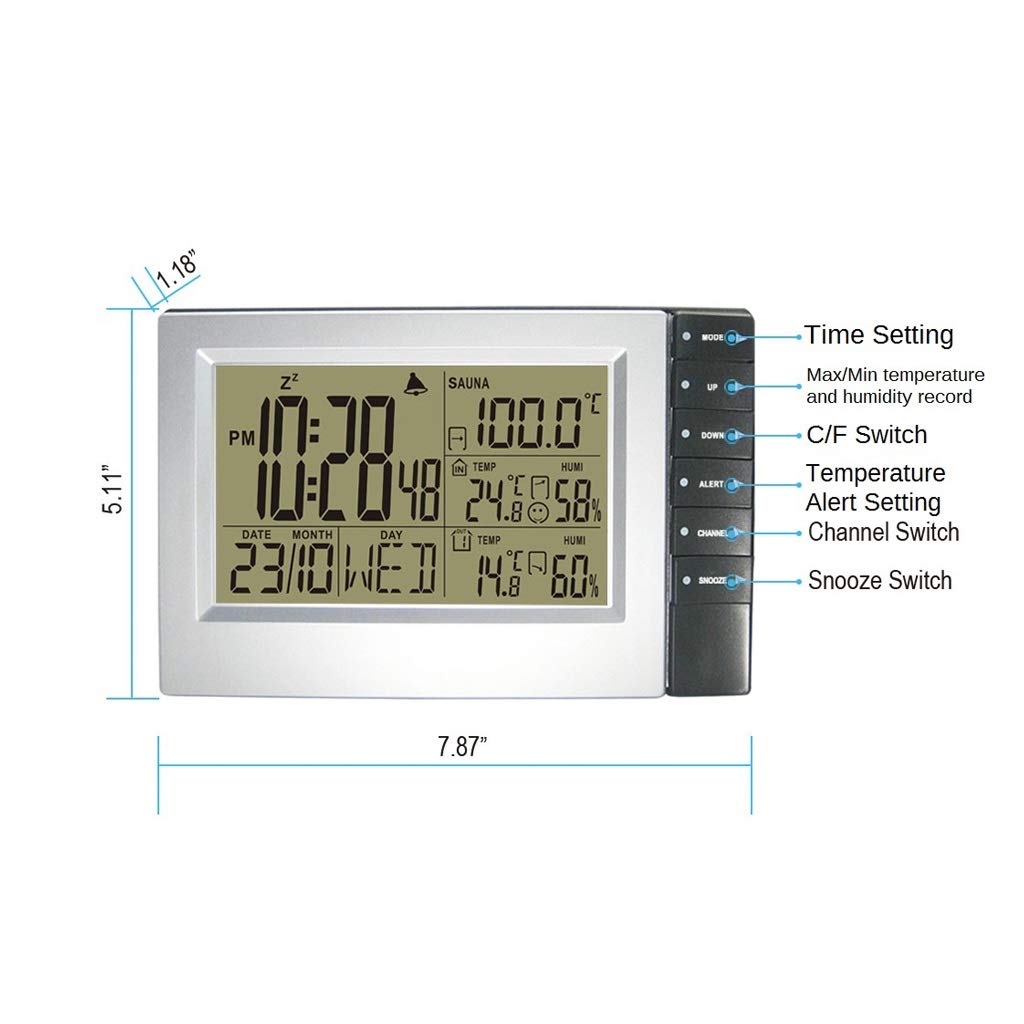 1.18”
5.11”
7.87”
Zz
PM 10:28 48
DATE MONTH DAY
23/10 WED
SAUNA
100.0°C
IN TEMP HUMI
24.8°C 58%
OUT 1 TEMP HUMI
14.8°C 60%
MODE
UP
DOWN
ALERT
CHANNEL
SNOOZE
Time Setting
Max/Min temperature
and humidity record
C/F Switch
Temperature
Alert Setting
Channel Switch
Snooze Switch